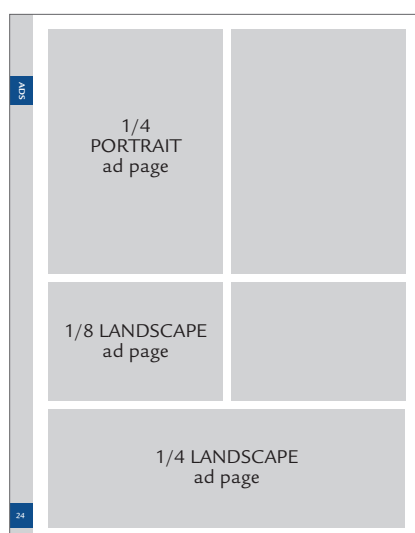 ADS
1/4
PORTRAIT
ad page
1/8 LANDSCAPE
ad page
1/4 LANDSCAPE
ad page
24